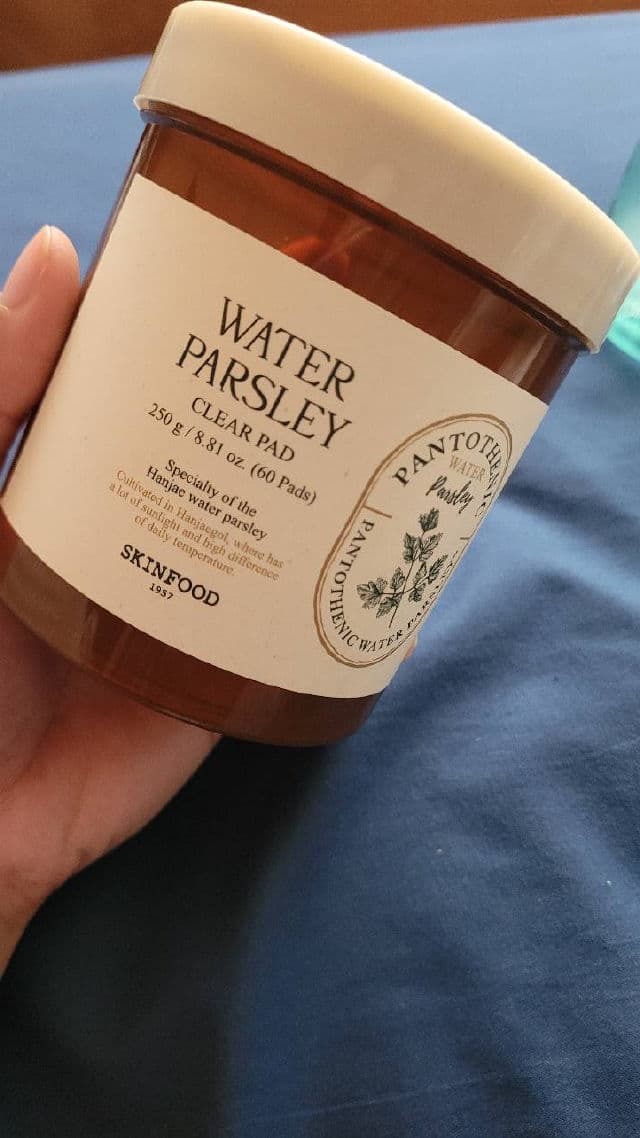 WATER
PARSLEY
CLEAR PAD
250 g / 8.81 oz. (60 Pads)
Specialty of the
Hanjae water parsley
Cultivated in Hanjaegol, where has
a lot of sunlight and high difference
of daily temperature.
SKINFOOD
1957
PANTOTHENIC
WATER
Parsley
PANTOTHENIC WATER PARSLEY